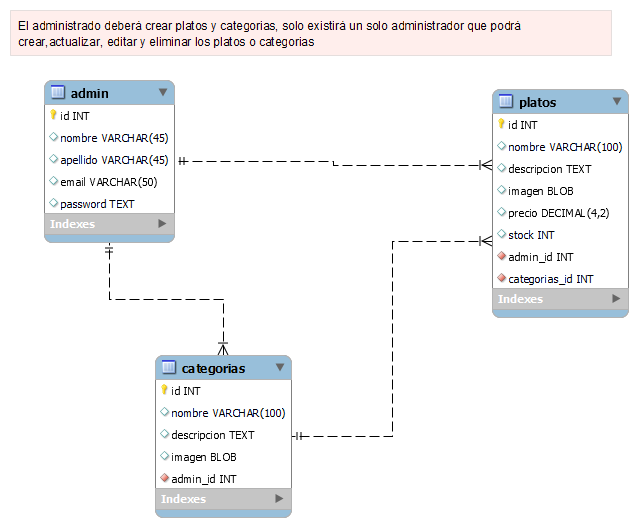 El administrado deberá crear platos y categorias, solo existirá un solo administrador que podrá
crear,actualizar, editar y eliminar los platos o categorias
admin
id INT
nombre VARCHAR(45)
apellido VARCHAR(45)
email VARCHAR(50)
password TEXT
Indexes
platos
id INT
nombre VARCHAR(100)
descripcion TEXT
imagen BLOB
precio DECIMAL(4,2)
stock INT
admin_id INT
categorias_id INT
Indexes
categorias
id INT
nombre VARCHAR(100)
descripcion TEXT
imagen BLOB
admin_id INT
Indexes